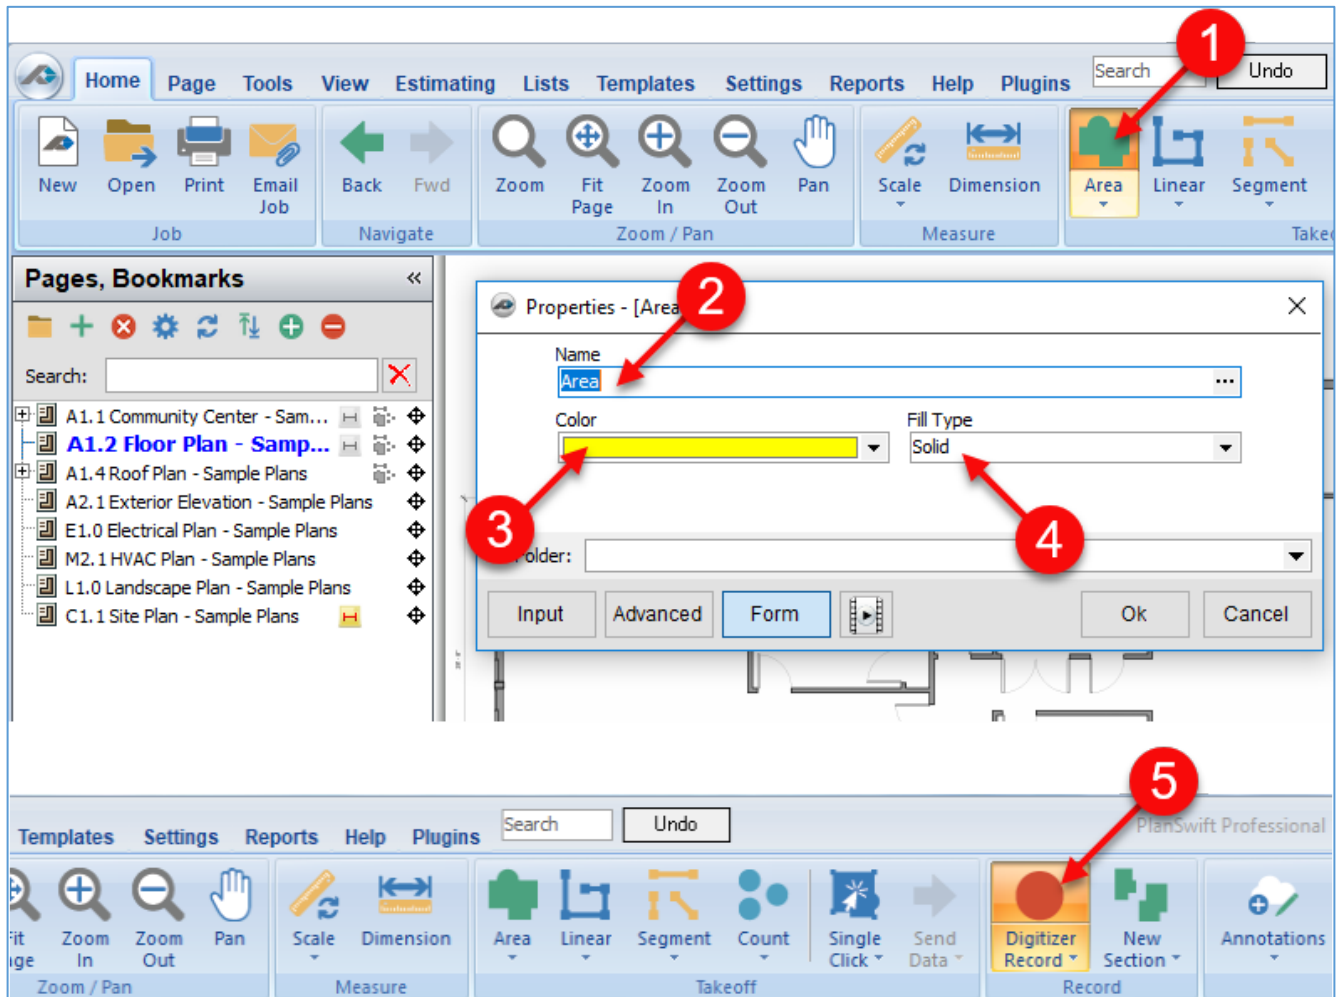 1
Home Page Tools View Estimating Lists Templates Settings Reports Help Plugins Search Undo
New Open Print Email Job Back Fwd Zoom Fit Page Zoom In Zoom Out Pan Scale Dimension Area Linear Segment
Job Navigate Zoom / Pan Measure
Pages, Bookmarks «
2
Properties - [Area
Name
Search:
Area ...
A1.1 Community Center - Sam...
Color Fill Type
A1.2 Floor Plan - Samp...
Solid
A1.4 Roof Plan - Sample Plans
A2.1 Exterior Elevation - Sample Plans
3
4
E1.0 Electrical Plan - Sample Plans
M2.1 HVAC Plan - Sample Plans
L1.0 Landscape Plan - Sample Plans
C1.1 Site Plan - Sample Plans
Input Advanced Form Ok Cancel
5
Templates Settings Reports Help Plugins Search Undo PlanSwift Professional
Zoom In Zoom Out Pan Scale Dimension Area Linear Segment Count Single Click Send Data Digitizer Record New Section Annotations
Zoom / Pan Measure Takeoff Record